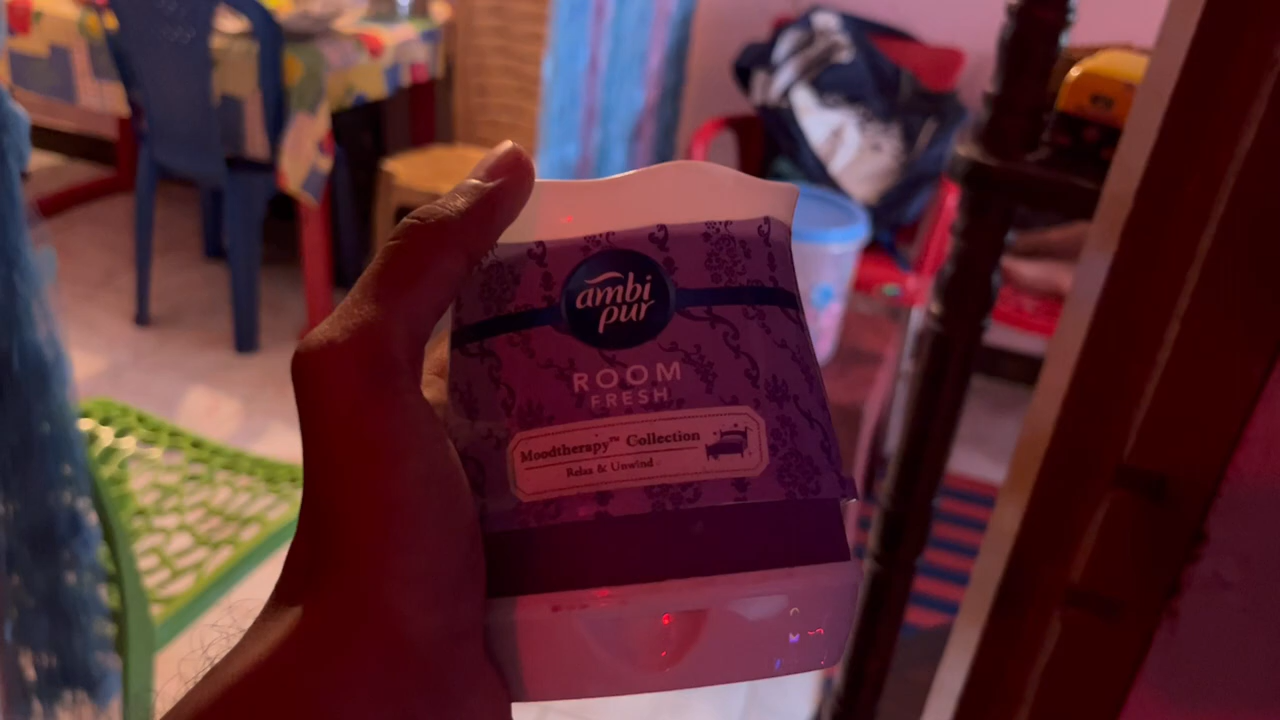 ambi
pur
ROOM
FRESH
Moodtherapy™ Collection
Relax & Unwind